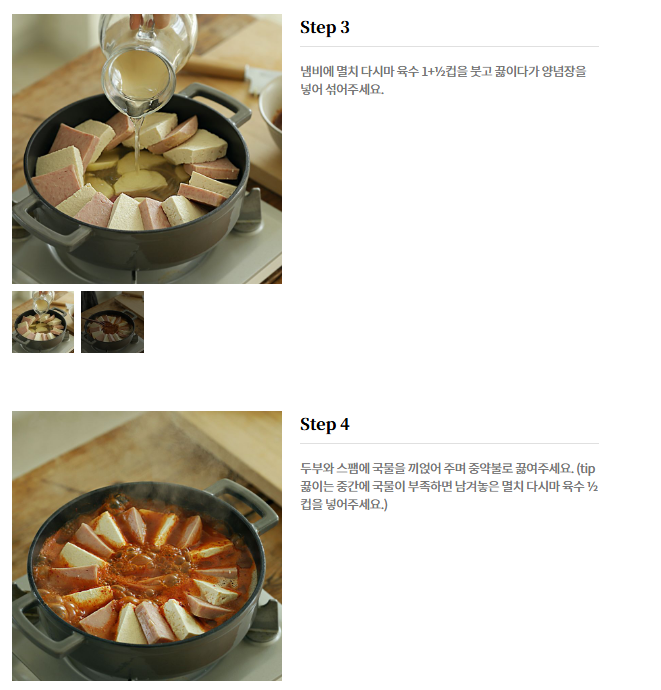 Step 3
냄비에 멸치 다시마 육수 1+½컵을 붓고 끓이다가 양념장을
넣어 섞어주세요.
Step 4
두부와 스팸에 국물을 끼얹어 주며 중약불로 끓여주세요. (tip
끓이는 중간에 국물이 부족하면 남겨놓은 멸치 다시마 육수 ½
컵을 넣어주세요.)